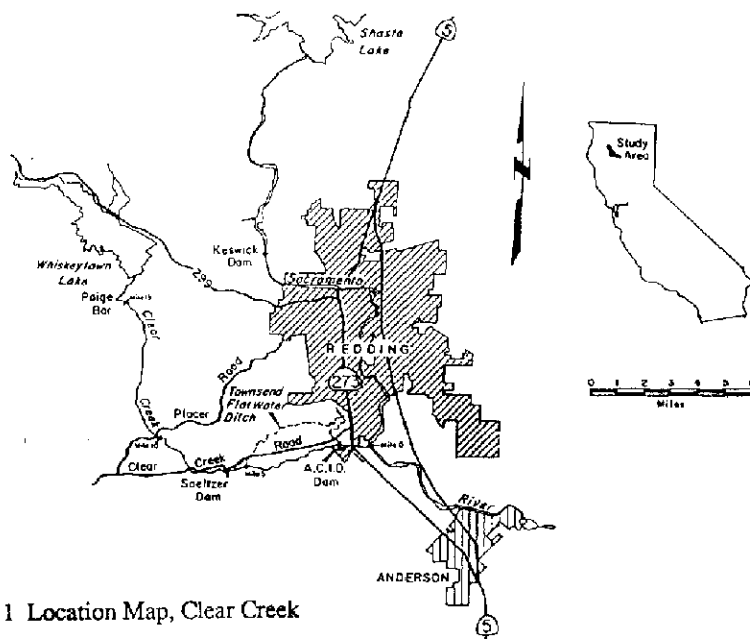 Shasta
Lake
5
N
Study
Area
Keswick
Dam
Whiskeytown
Lake
299
Sacramento
Paige
Bar
Clear
Creek
REDDING
273
Placer Road
Townsend
Flat Water
Ditch
0 1 2 3 4 5
Miles
Clear Creek Road
Saeltzer
Dam
A.C.I.D.
Dam
River
ANDERSON
5
1 Location Map, Clear Creek